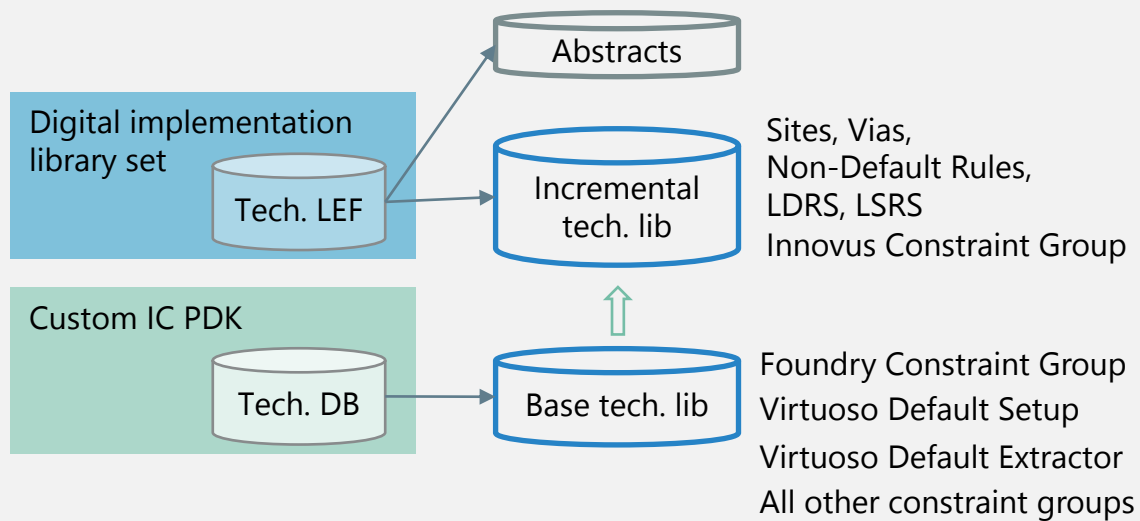 Abstracts
Digital implementation
library set
Tech. LEF
Incremental
tech. lib
Sites, Vias,
Non-Default Rules,
LDRS, LSRS
Innovus Constraint Group
Custom IC PDK
Tech. DB
Base tech. lib
Foundry Constraint Group
Virtuoso Default Setup
Virtuoso Default Extractor
All other constraint groups